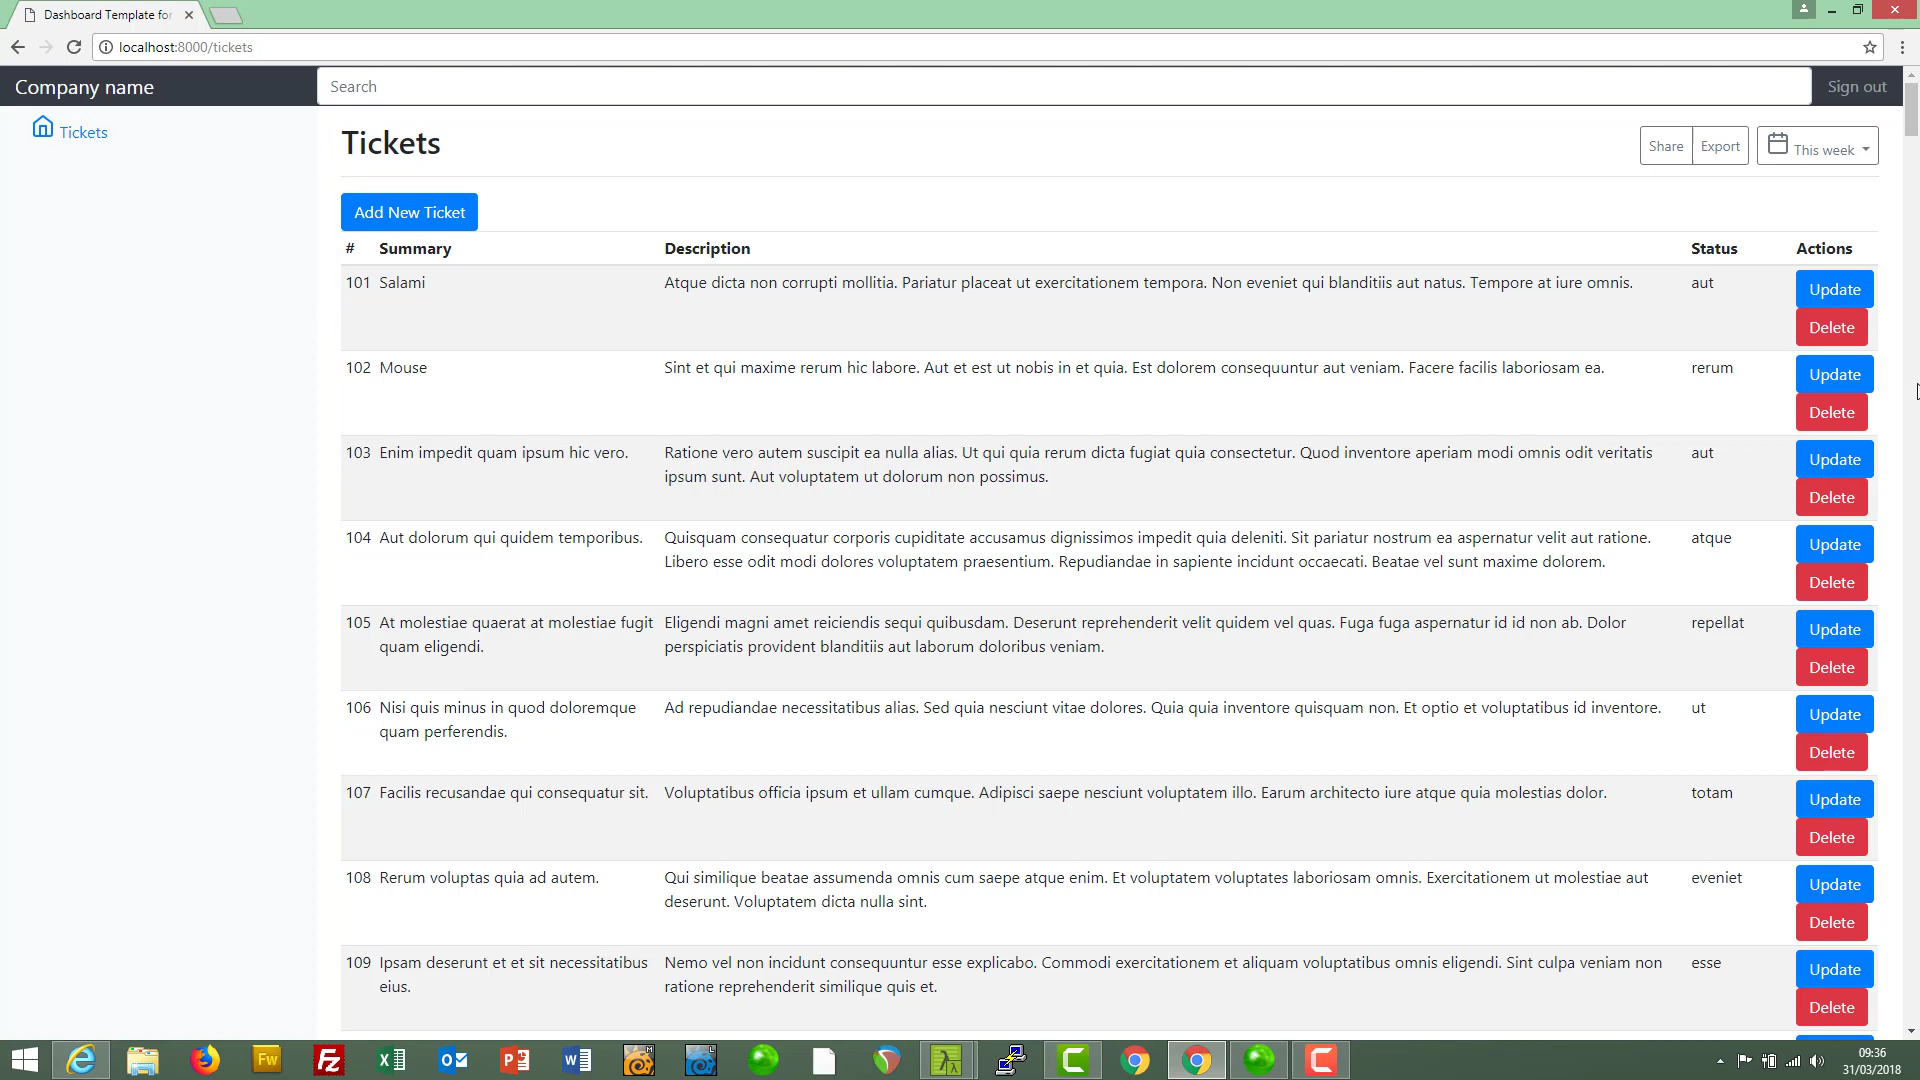 Dashboard Template for
localhost:8000/tickets
Company name
Search
Sign out
Tickets
Tickets
Share
Export
This week
Add New Ticket
# Summary Description Status Actions
101 Salami Atque dicta non corrupti mollitia. Pariatur placeat ut exercitationem tempora. Non eveniet qui blanditiis aut natus. Tempore at iure omnis. aut Update
Delete
102 Mouse Sint et qui maxime rerum hic labore. Aut et est ut nobis in et quia. Est dolorem consequuntur aut veniam. Facere facilis laboriosam ea. rerum Update
Delete
103 Enim impedit quam ipsum hic vero. Ratione vero autem suscipit ea nulla alias. Ut qui quia rerum dicta fugiat quia consectetur. Quod inventore aperiam modi omnis odit veritatis aut Update
ipsum sunt. Aut voluptatem ut dolorum non possimus.
Delete
104 Aut dolorum qui quidem temporibus. Quisquam consequatur corporis cupiditate accusamus dignissimos impedit quia deleniti. Sit pariatur nostrum ea aspernatur velit aut ratione. atque Update
Libero esse odit modi dolores voluptatem praesentium. Repudiandae in sapiente incidunt occaecati. Beatae vel sunt maxime dolorem.
Delete
105 At molestiae quaerat at molestiae fugit Eligendi magni amet reiciendis sequi quibusdam. Deserunt reprehenderit velit quidem vel quas. Fuga fuga aspernatur id id non ab. Dolor repellat Update
quam eligendi. perspiciatis provident blanditiis aut laborum doloribus veniam.
Delete
106 Nisi quis minus in quod doloremque Ad repudiandae necessitatibus alias. Sed quia nesciunt vitae dolores. Quia quia inventore quisquam non. Et optio et voluptatibus id inventore. ut Update
quam perferendis.
Delete
107 Facilis recusandae qui consequatur sit. Voluptatibus officia ipsum et ullam cumque. Adipisci saepe nesciunt voluptatem illo. Earum architecto iure atque quia molestias dolor. totam Update
Delete
108 Rerum voluptas quia ad autem. Qui similique beatae assumenda omnis cum saepe atque enim. Et voluptatem voluptates laboriosam omnis. Exercitationem ut molestiae aut eveniet Update
deserunt. Voluptatem dicta nulla sint.
Delete
109 Ipsam deserunt et et sit necessitatibus Nemo vel non incidunt consequuntur esse explicabo. Commodi exercitationem et aliquam voluptatibus omnis eligendi. Sint culpa veniam non esse Update
eius. ratione reprehenderit similique quis et.
Delete
Fw
09:36
31/03/2018